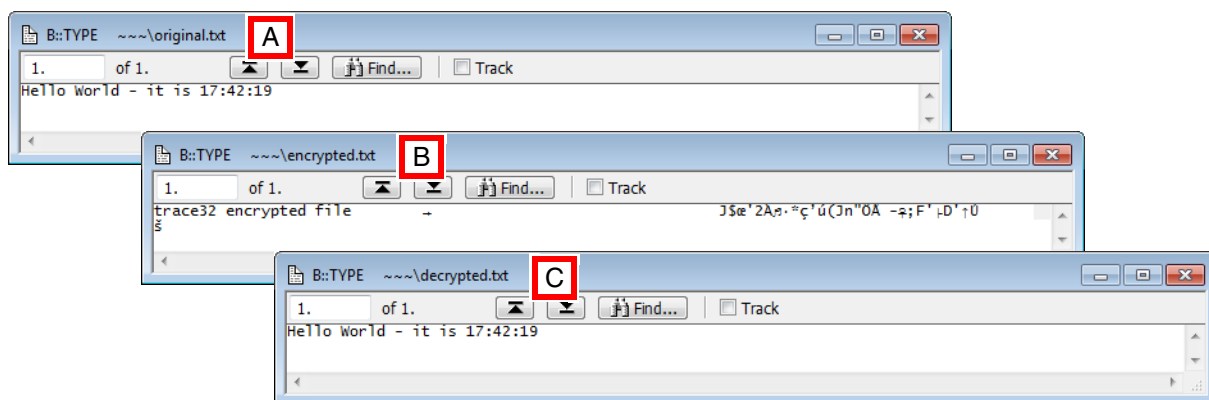 B::TYPE ~~~\original.txt
A
1. of 1. Find... Track
Hello World - it is 17:42:19
B::TYPE ~~~\encrypted.txt
B
1. of 1. Find... Track
trace32 encrypted file
š
B::TYPE ~~~\decrypted.txt
C
1. of 1. Find... Track
Hello World - it is 17:42:19